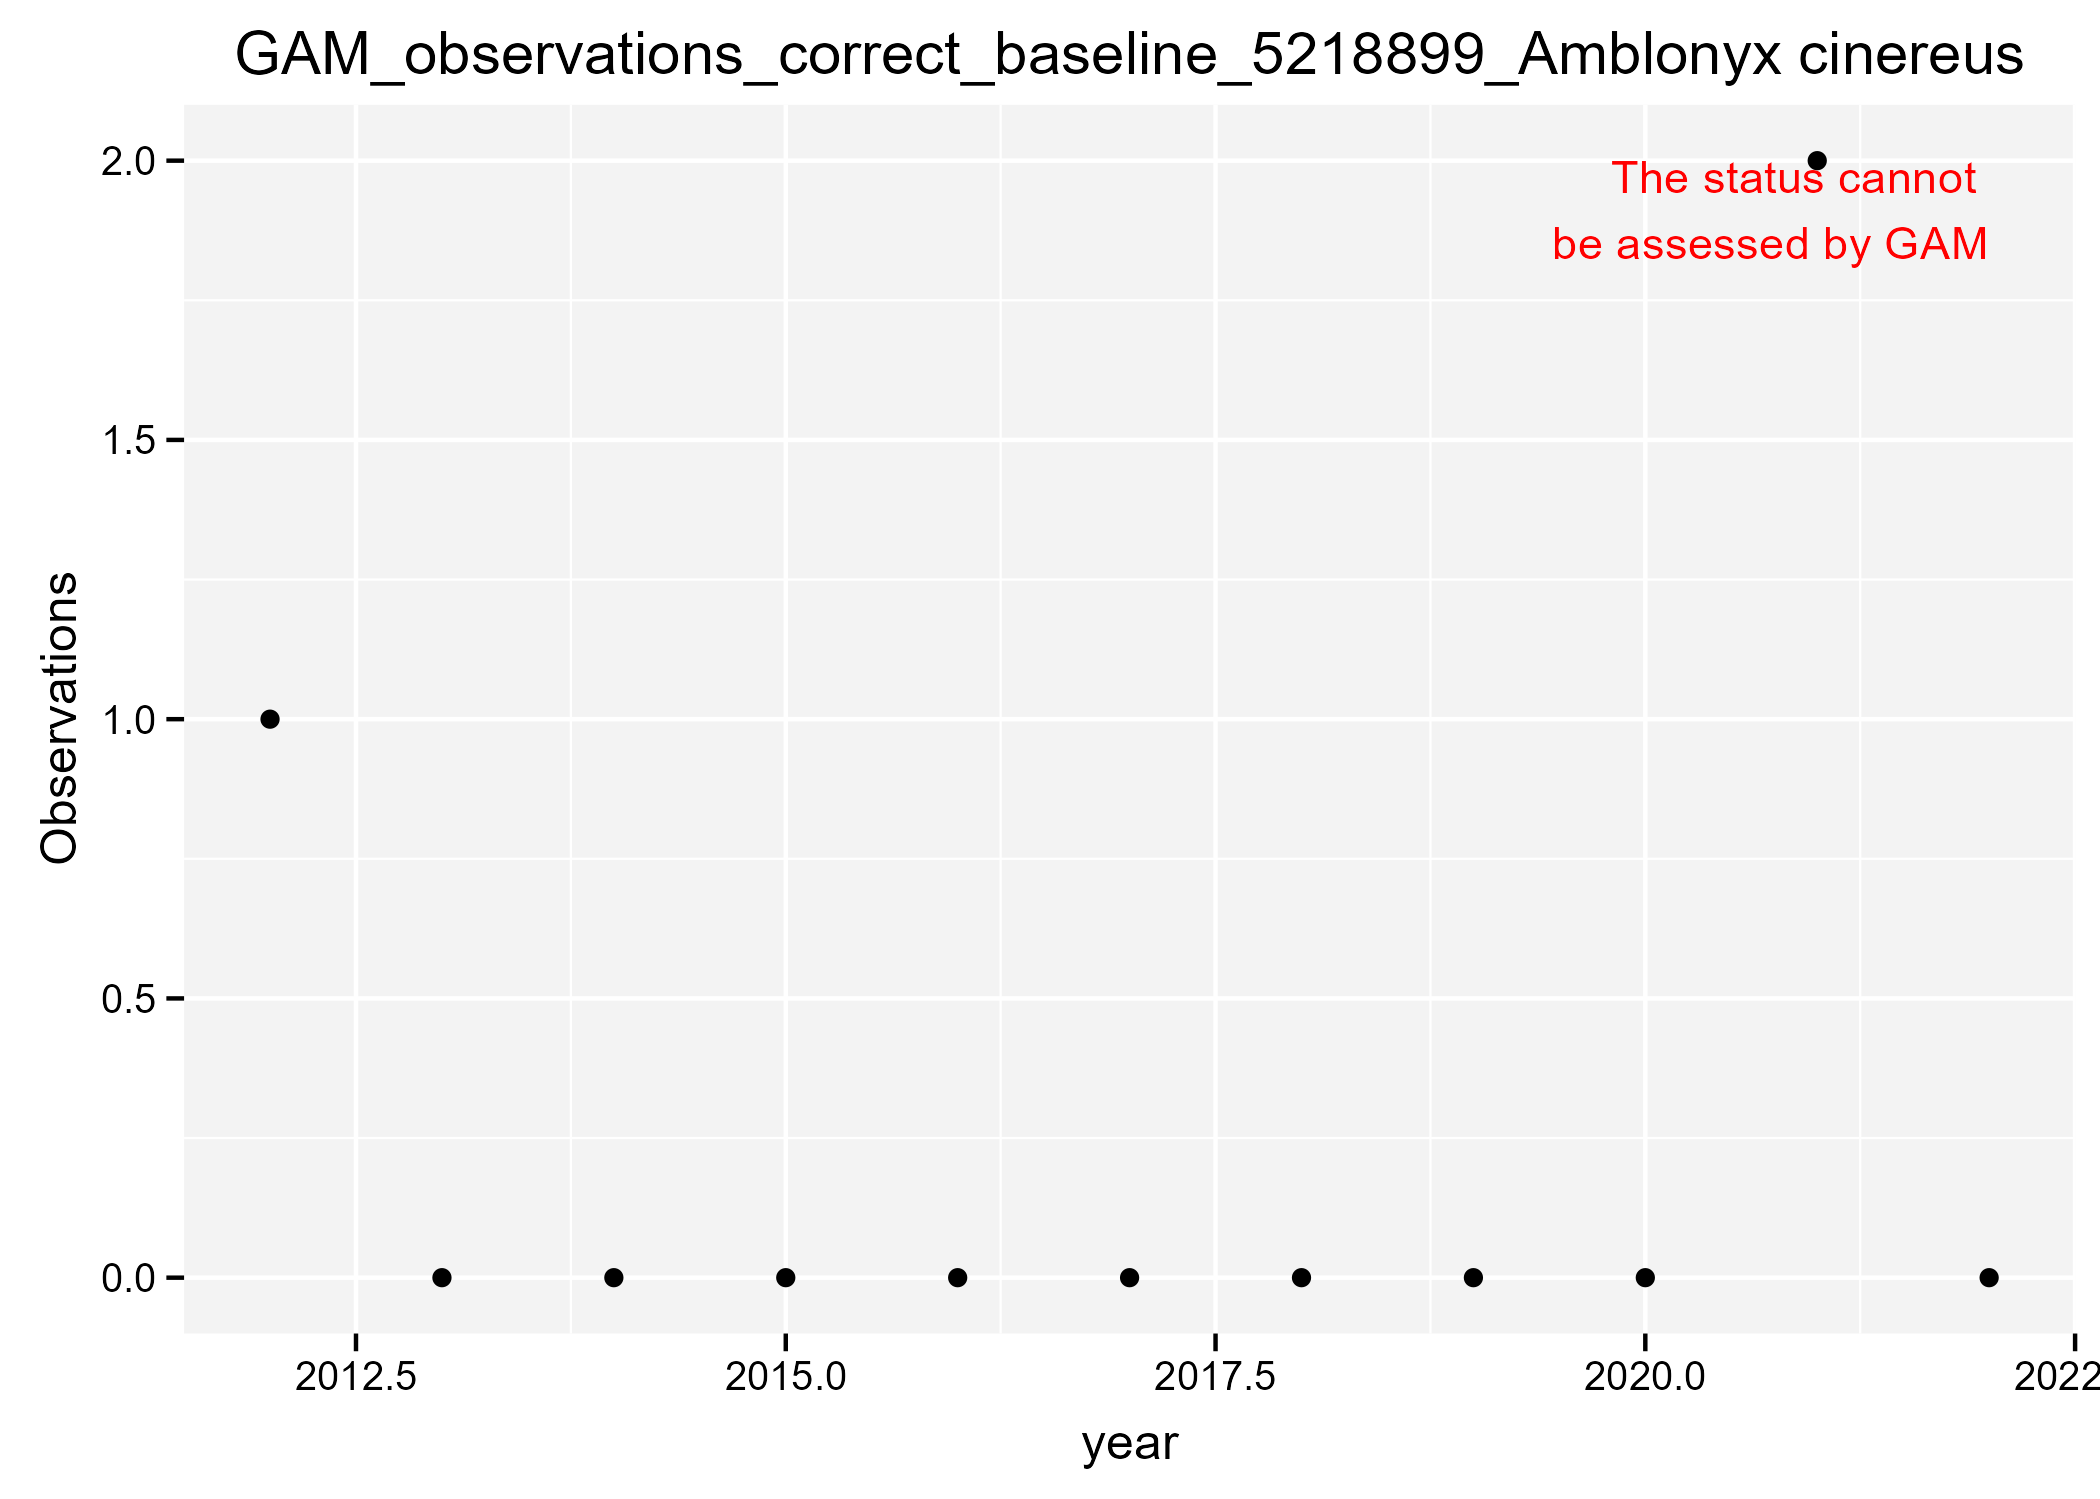 GAM_observations_correct_baseline_5218899_Amblonyx cinereus
2.0
The status cannot
be assessed by GAM
1.5
1.0
0.5
0.0
Observations
2012.5 2015.0 2017.5 2020.0 2022
year